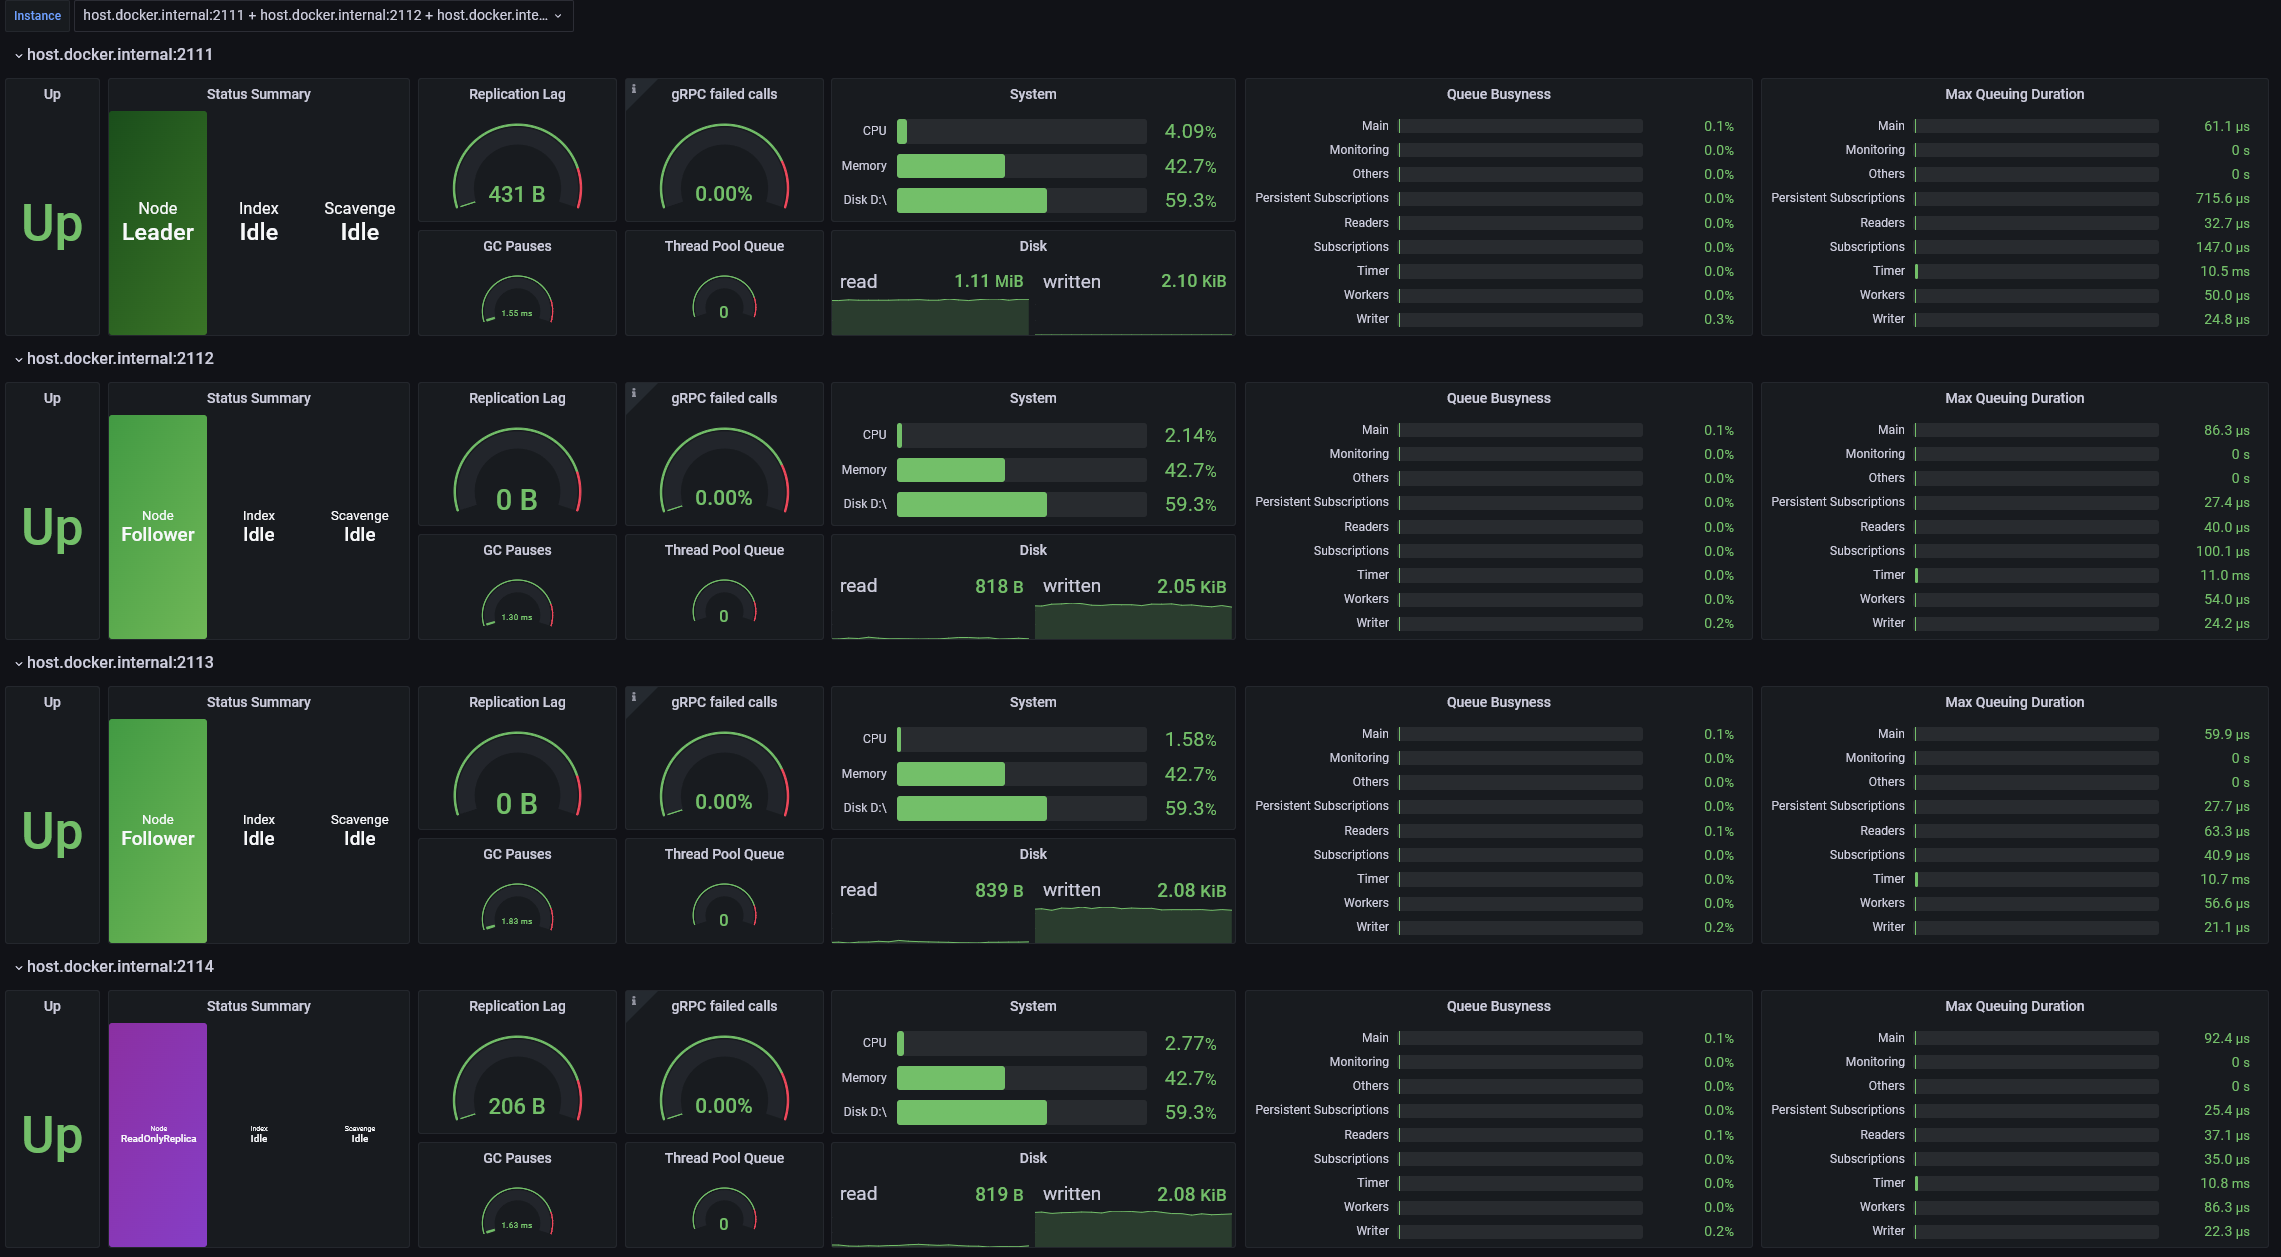 Instance host.docker.internal:2111 + host.docker.internal:2112 + host.docker.inte...
host.docker.internal:2111
Up
Up
Status Summary
Node
Leader
Index
Idle
Scavenge
Idle
Replication Lag
431 B
GC Pauses
1.55 ms
gRPC failed calls
0.00%
Thread Pool Queue
0
System
CPU 4.09%
Memory 42.7%
Disk D:\ 59.3%
Disk
read 1.11 MiB written 2.10 KiB
Queue Busyness
Main 0.1%
Monitoring 0.0%
Others 0.0%
Persistent Subscriptions 0.0%
Readers 0.0%
Subscriptions 0.0%
Timer 0.0%
Workers 0.0%
Writer 0.3%
Max Queuing Duration
Main 61.1 µs
Monitoring 0 s
Others 0 s
Persistent Subscriptions 715.6 µs
Readers 32.7 µs
Subscriptions 147.0 µs
Timer 10.5 ms
Workers 50.0 µs
Writer 24.8 µs
host.docker.internal:2112
Up
Up
Status Summary
Node
Follower
Index
Idle
Scavenge
Idle
Replication Lag
0 B
GC Pauses
1.30 ms
gRPC failed calls
0.00%
Thread Pool Queue
0
System
CPU 2.14%
Memory 42.7%
Disk D:\ 59.3%
Disk
read 818 B written 2.05 KiB
Queue Busyness
Main 0.1%
Monitoring 0.0%
Others 0.0%
Persistent Subscriptions 0.0%
Readers 0.0%
Subscriptions 0.0%
Timer 0.0%
Workers 0.0%
Writer 0.2%
Max Queuing Duration
Main 86.3 µs
Monitoring 0 s
Others 0 s
Persistent Subscriptions 27.4 µs
Readers 40.0 µs
Subscriptions 100.1 µs
Timer 11.0 ms
Workers 54.0 µs
Writer 24.2 µs
host.docker.internal:2113
Up
Up
Status Summary
Node
Follower
Index
Idle
Scavenge
Idle
Replication Lag
0 B
GC Pauses
1.83 ms
gRPC failed calls
0.00%
Thread Pool Queue
0
System
CPU 1.58%
Memory 42.7%
Disk D:\ 59.3%
Disk
read 839 B written 2.08 KiB
Queue Busyness
Main 0.1%
Monitoring 0.0%
Others 0.0%
Persistent Subscriptions 0.0%
Readers 0.1%
Subscriptions 0.0%
Timer 0.0%
Workers 0.0%
Writer 0.2%
Max Queuing Duration
Main 59.9 µs
Monitoring 0 s
Others 0 s
Persistent Subscriptions 27.7 µs
Readers 63.3 µs
Subscriptions 40.9 µs
Timer 10.7 ms
Workers 56.6 µs
Writer 21.1 µs
host.docker.internal:2114
Up
Up
Status Summary
Node
ReadOnlyReplica
Index
Idle
Scavenge
Idle
Replication Lag
206 B
GC Pauses
1.63 ms
gRPC failed calls
0.00%
Thread Pool Queue
0
System
CPU 2.77%
Memory 42.7%
Disk D:\ 59.3%
Disk
read 819 B written 2.08 KiB
Queue Busyness
Main 0.1%
Monitoring 0.0%
Others 0.0%
Persistent Subscriptions 0.0%
Readers 0.1%
Subscriptions 0.0%
Timer 0.0%
Workers 0.0%
Writer 0.2%
Max Queuing Duration
Main 92.4 µs
Monitoring 0 s
Others 0 s
Persistent Subscriptions 25.4 µs
Readers 37.1 µs
Subscriptions 35.0 µs
Timer 10.8 ms
Workers 86.3 µs
Writer 22.3 µs